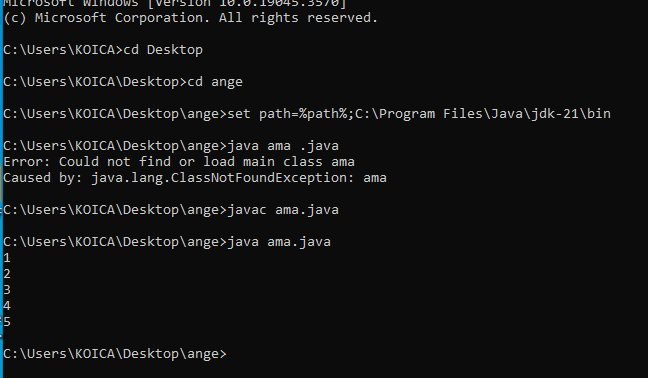 Microsoft Windows [Version 10.0.19045.3570]
(c) Microsoft Corporation. All rights reserved.
C:\Users\KOICA>cd Desktop
C:\Users\KOICA\Desktop>cd ange
C:\Users\KOICA\Desktop\ange>set path=%path%;C:\Program Files\Java\jdk-21\bin
C:\Users\KOICA\Desktop\ange>java ama .java
Error: Could not find or load main class ama
Caused by: java.lang.ClassNotFoundException: ama
C:\Users\KOICA\Desktop\ange>javac ama.java
C:\Users\KOICA\Desktop\ange>java ama.java
1
2
3
4
5
C:\Users\KOICA\Desktop\ange>